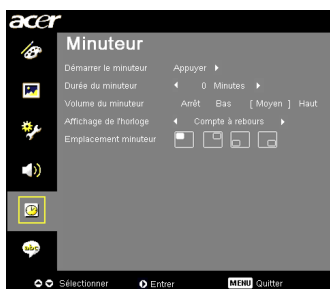 acer
Minuteur
Démarrer le minuteur Appuyer
Durée du minuteur 0 Minutes
Volume du minuteur Arrêt Bas [ Moyen ] Haut
Affichage de l'horloge Compte à rebours
Emplacement minuteur
abc
Sélectionner Entrer MENU Quitter